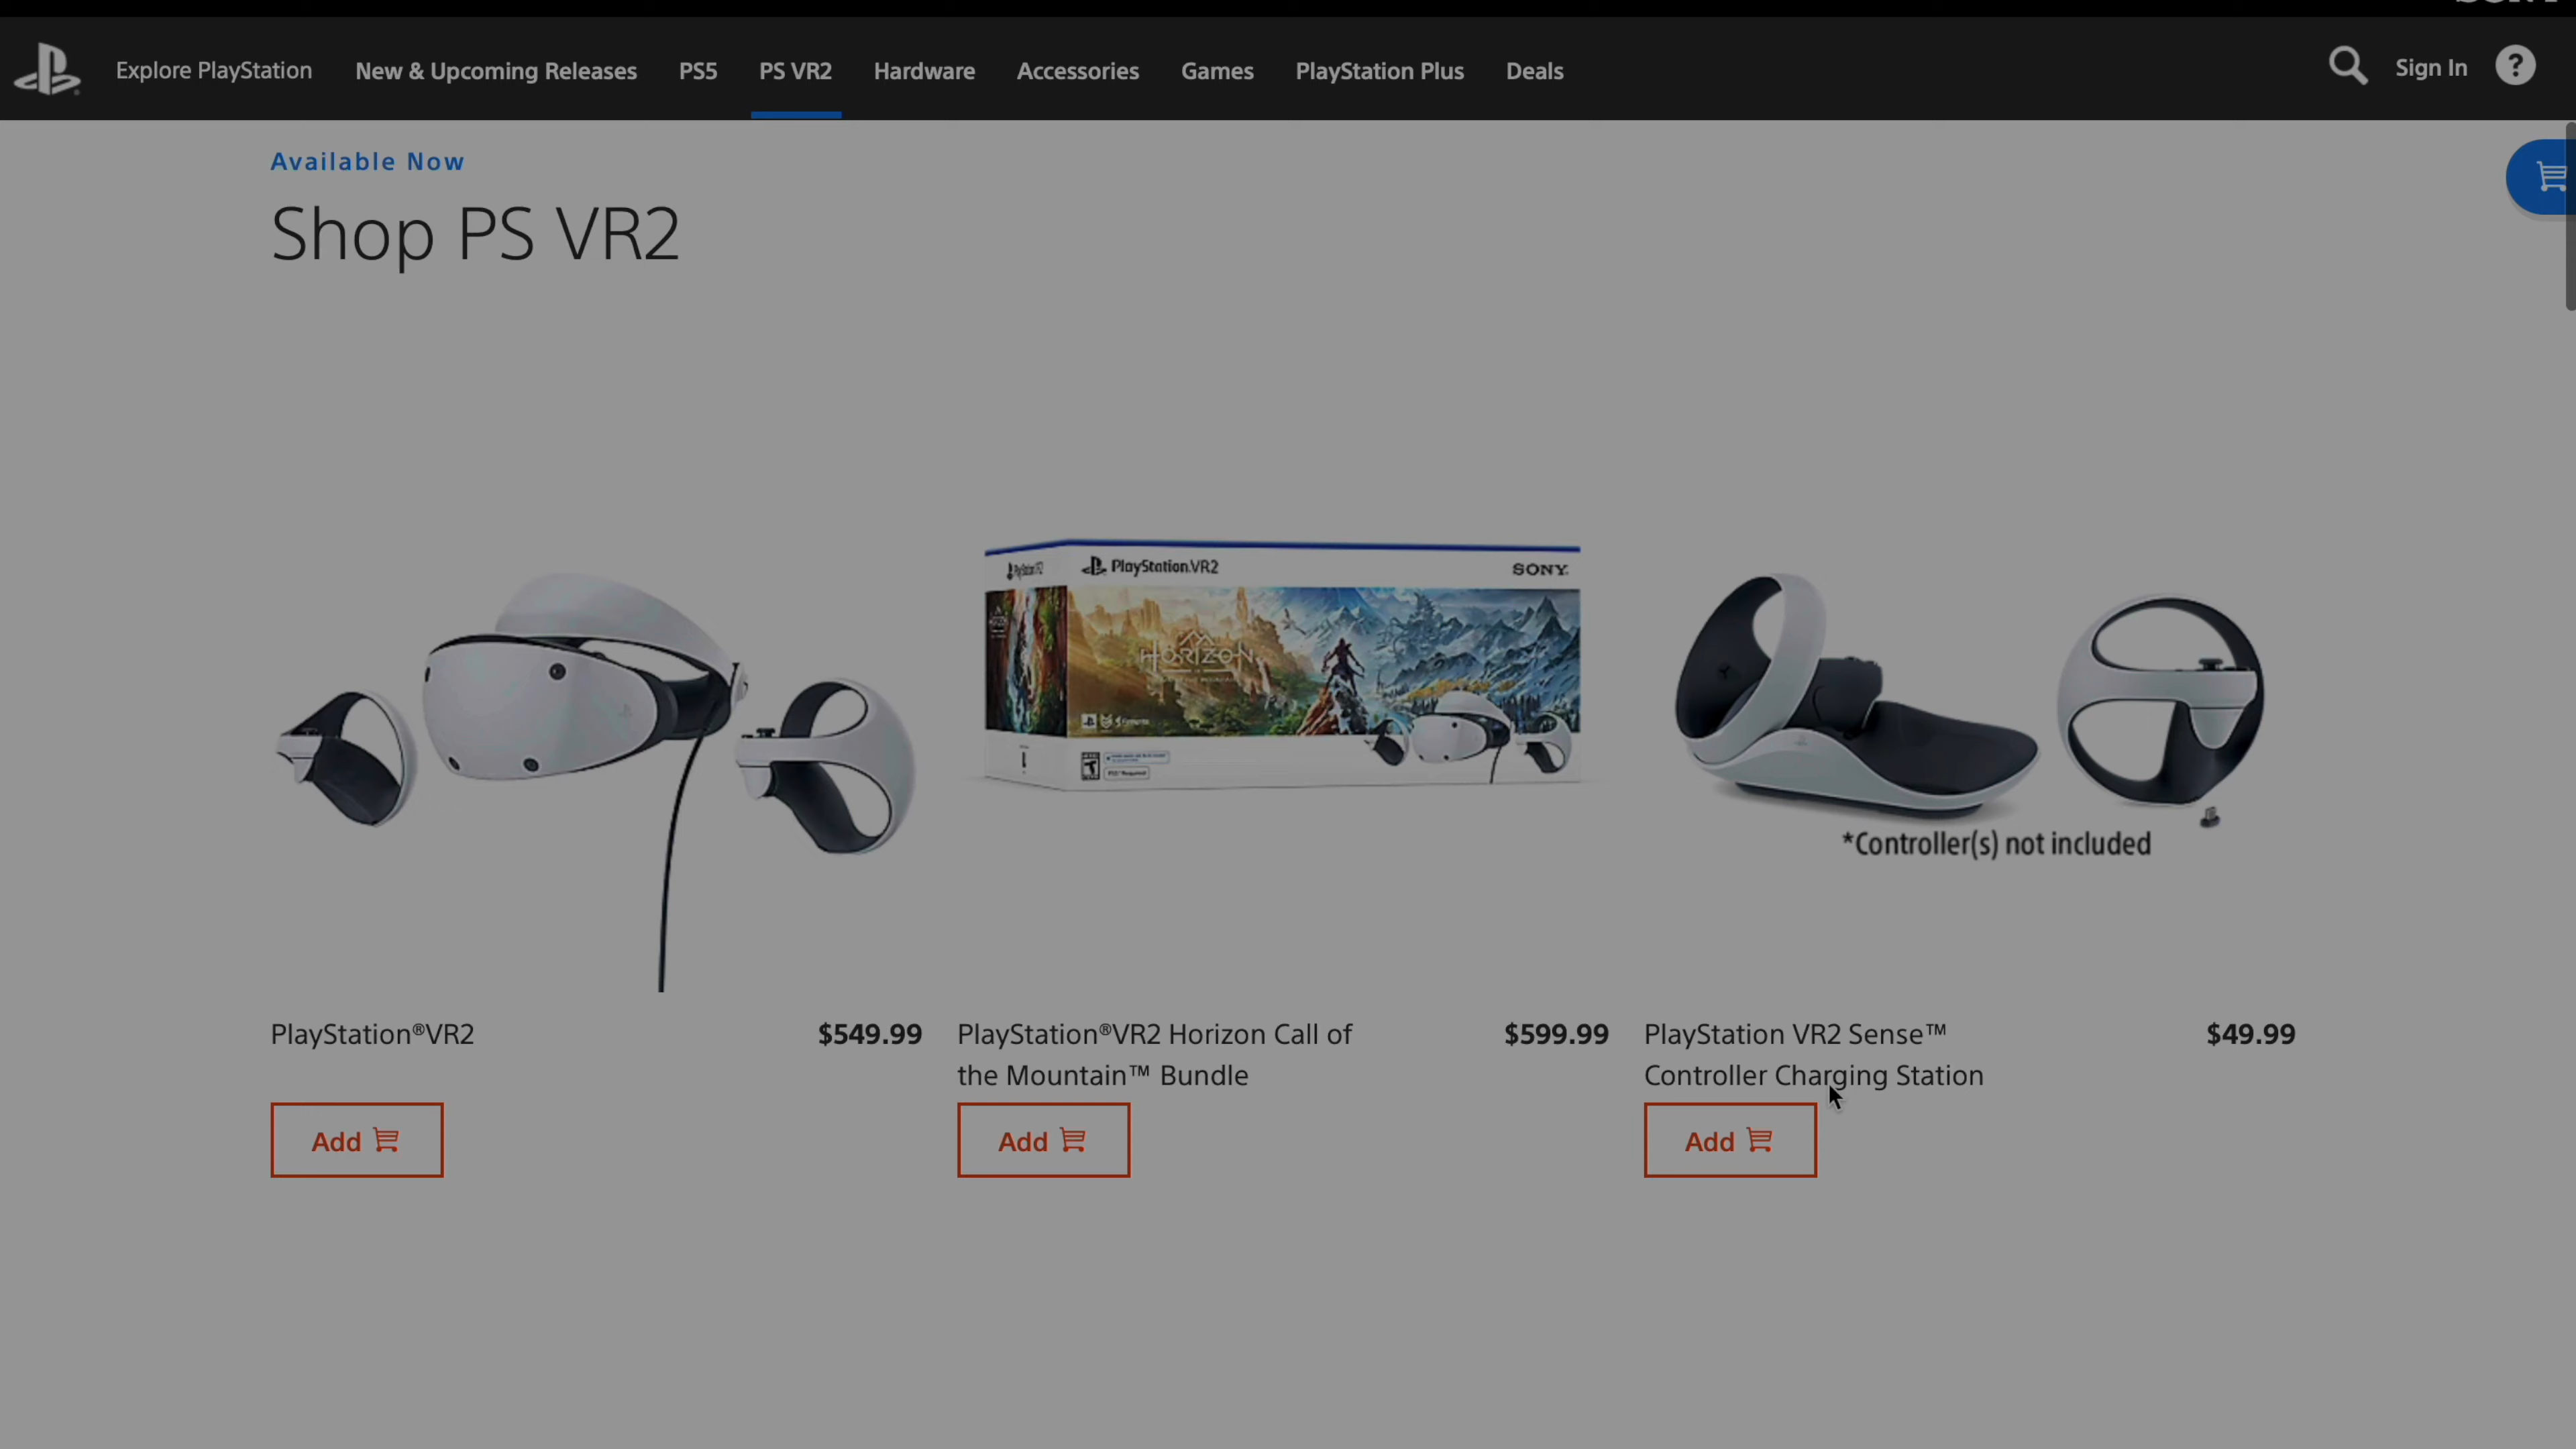 Explore PlayStation New & Upcoming Releases PS5 PS VR2 Hardware Accessories Games PlayStation Plus Deals Sign In ?
Available Now
Shop PS VR2
PlayStation VR2
SONY
HORIZON
*Controller(s) not included
PlayStation®VR2 $549.99
Add
PlayStation®VR2 Horizon Call of
the Mountain™ Bundle
$599.99
Add
PlayStation VR2 Sense™
Controller Charging Station
$49.99
Add